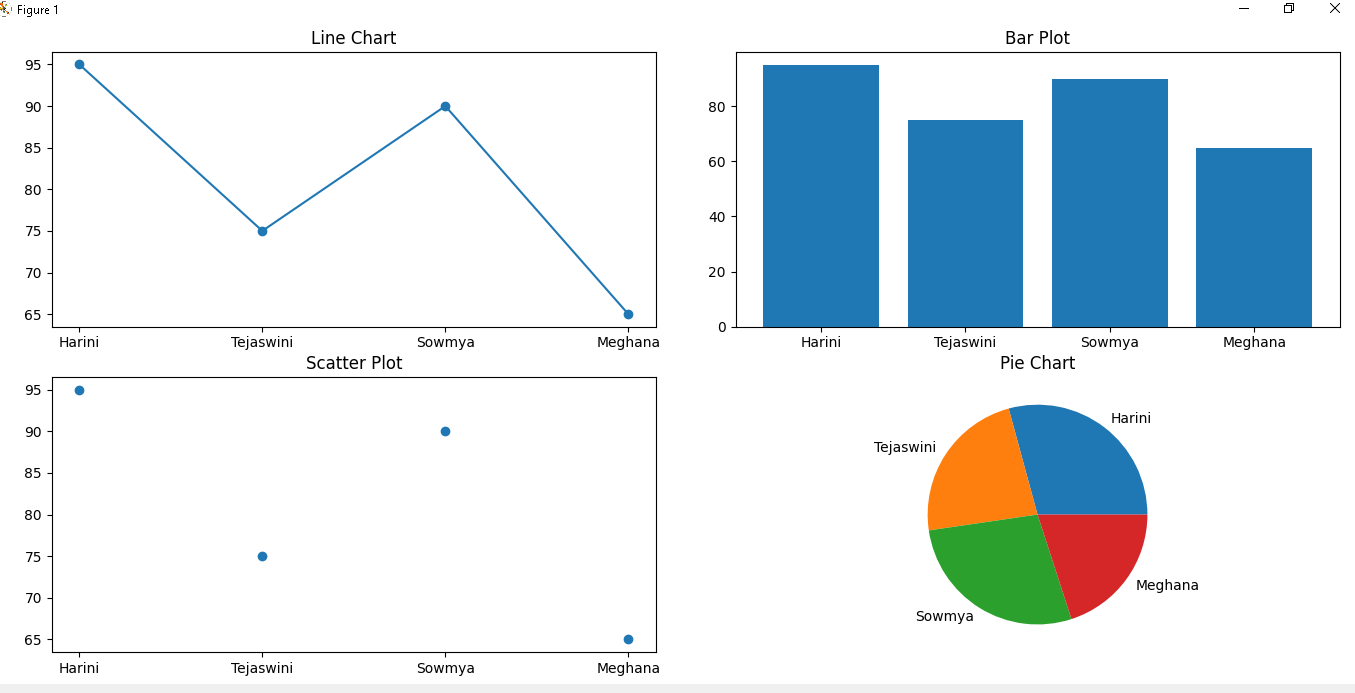 Figure 1
Line Chart
95
90
85
80
75
70
65
Harini Tejaswini Sowmya Meghana
Bar Plot
80
60
40
20
0
Harini Tejaswini Sowmya Meghana
Scatter Plot
95
90
85
80
75
70
65
Harini Tejaswini Sowmya Meghana
Pie Chart
Harini
Tejaswini
Sowmya
Meghana